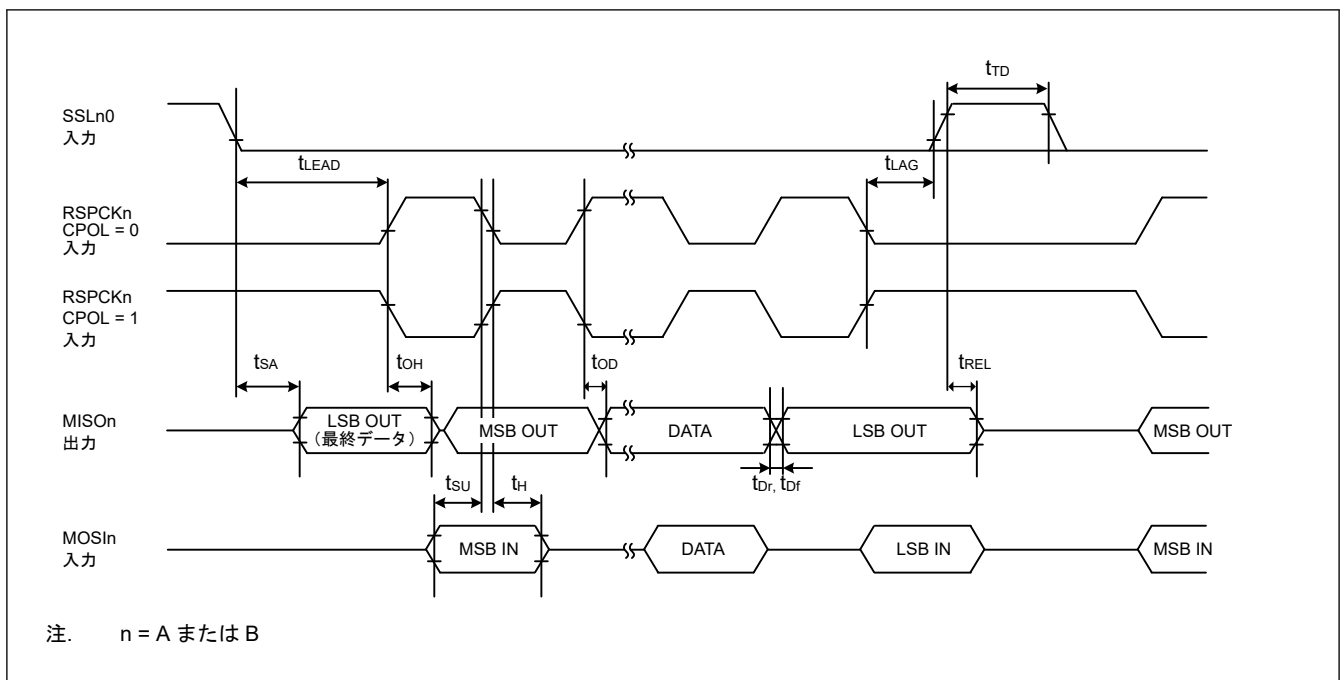 tTD
SSLn0
入力
tLEAD
tLAG
RSPCKn
CPOL = 0
入力
RSPCKn
CPOL = 1
入力
tSA
tOH
tOD
tREL
MISOn
出力
LSB OUT
（最終データ）
MSB OUT
DATA
LSB OUT
MSB OUT
tSU
tH
tDr, tDf
MOSIn
入力
MSB IN
DATA
LSB IN
MSB IN
注. n = A または B